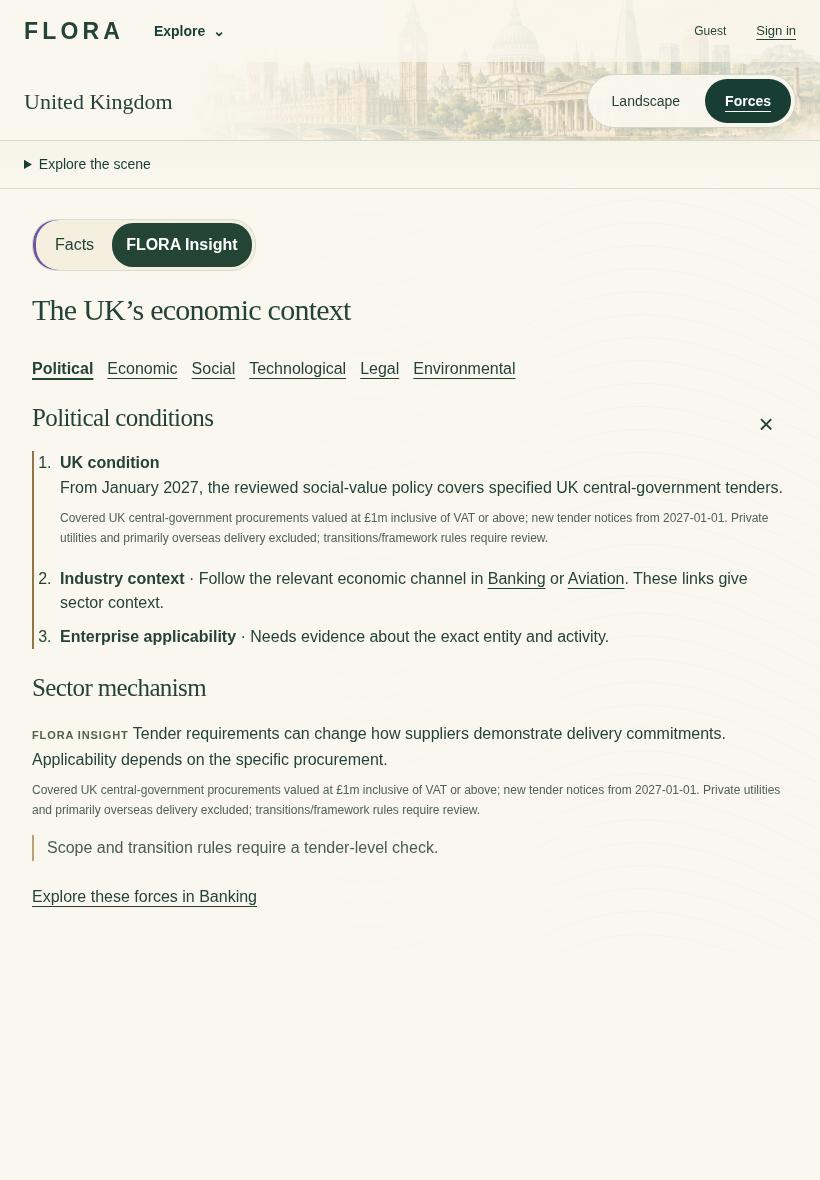 FLORA
Explore
Guest
Sign in
United Kingdom
Landscape
Forces
Explore the scene
Facts
FLORA Insight
The UK’s economic context
Political Economic Social Technological Legal Environmental
Political conditions
1. UK condition
From January 2027, the reviewed social-value policy covers specified UK central-government tenders.
Covered UK central-government procurements valued at £1m inclusive of VAT or above; new tender notices from 2027-01-01. Private
utilities and primarily overseas delivery excluded; transitions/framework rules require review.
2. Industry context · Follow the relevant economic channel in Banking or Aviation. These links give
sector context.
3. Enterprise applicability · Needs evidence about the exact entity and activity.
Sector mechanism
FLORA INSIGHT Tender requirements can change how suppliers demonstrate delivery commitments.
Applicability depends on the specific procurement.
Covered UK central-government procurements valued at £1m inclusive of VAT or above; new tender notices from 2027-01-01. Private utilities
and primarily overseas delivery excluded; transitions/framework rules require review.
Scope and transition rules require a tender-level check.
Explore these forces in Banking